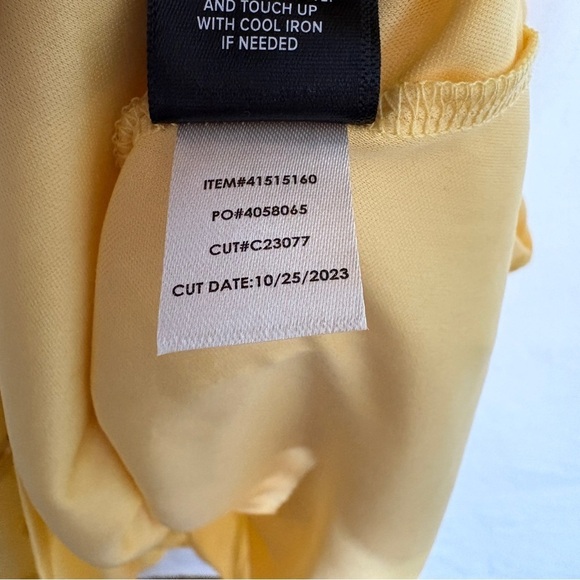 AND TOUCH UP
WITH COOL IRON
IF NEEDED
ITEM#41515160
PO#4058065
CUT#C23077
CUT DATE:10/25/2023